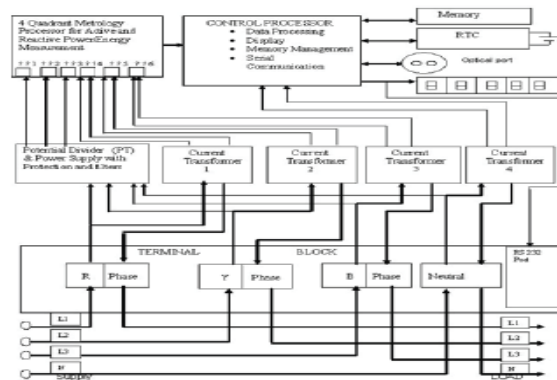 4 Quadrant Metrology
Processor for Active and
Reactive Power/Energy
Measurement
CONTROL PROCESSOR
• Data Processing
• Display
• Memory Management
• Serial
Communication
Memory
RTC
Optical port
Potential Divider (PT)
& Power Supply with
Protection and Filters
Current
Transformer
1
Current
Transformer
2
Current
Transformer
3
Current
Transformer
4
TERMINAL BLOCK
RS 232
Port
R Phase
Y Phase
B Phase
Neutral
L1
L2
L3
N
Supply
L1
L2
L3
N
LOAD